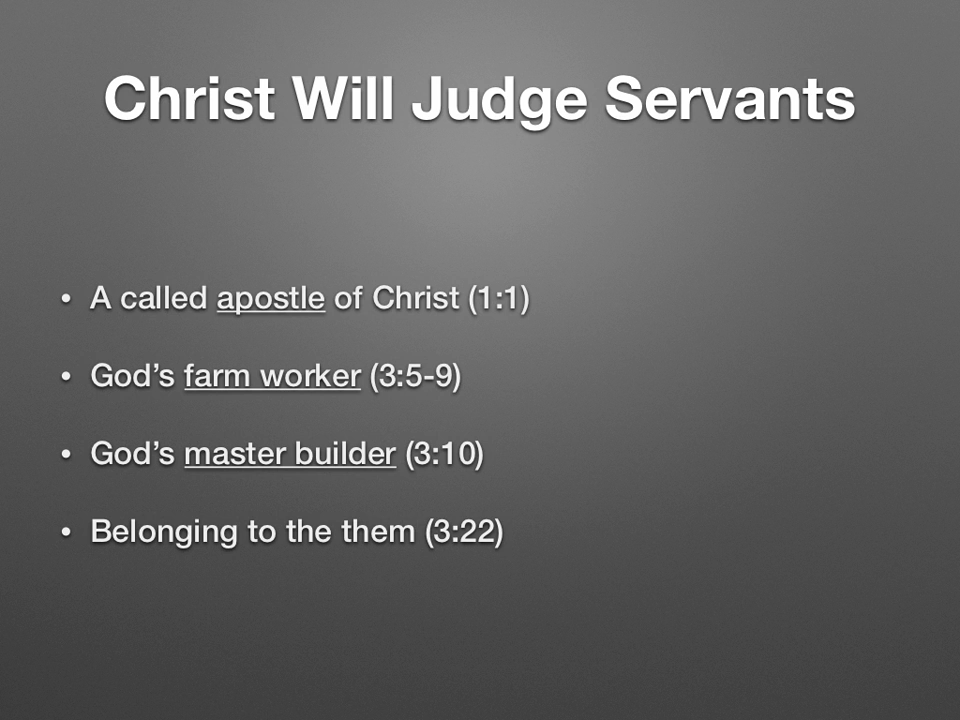 Christ Will Judge Servants
• A called apostle of Christ (1:1)
• God’s farm worker (3:5-9)
• God’s master builder (3:10)
• Belonging to the them (3:22)